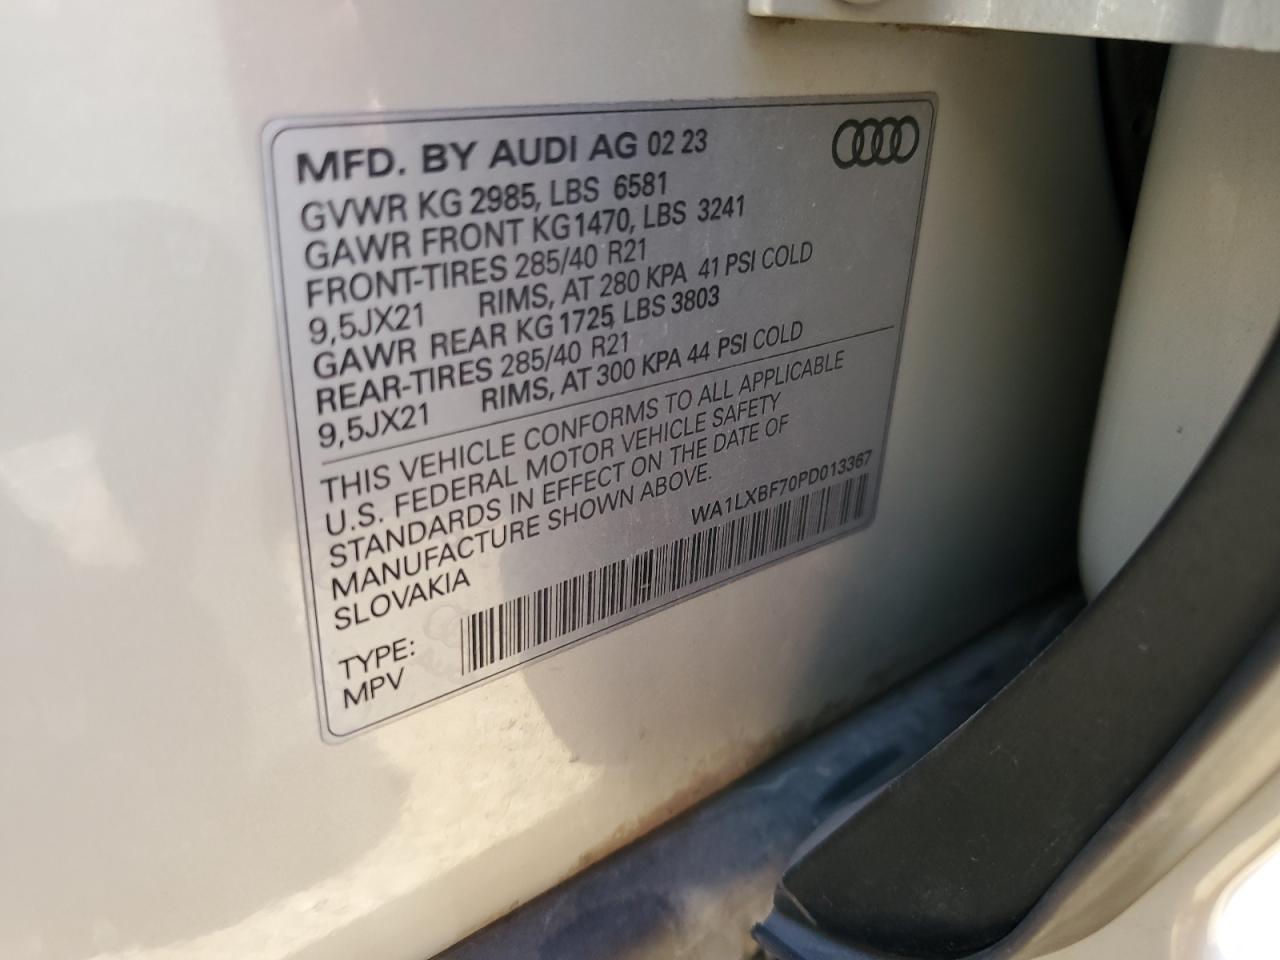 MFD. BY AUDI AG 02 23
GVWR KG 2985, LBS 6581
GAWR FRONT KG1470, LBS 3241
FRONT-TIRES 285/40 R21
9,5JX21 RIMS, AT 280 KPA 41 PSI COLD
GAWR REAR KG 1725, LBS 3803
REAR-TIRES 285/40 R21
9,5JX21 RIMS, AT 300 KPA 44 PSI COLD
THIS VEHICLE CONFORMS TO ALL APPLICABLE
U.S. FEDERAL MOTOR VEHICLE SAFETY
STANDARDS IN EFFECT ON THE DATE OF
MANUFACTURE SHOWN ABOVE.
SLOVAKIA
WA1LXBF70PD013367
TYPE:
MPV